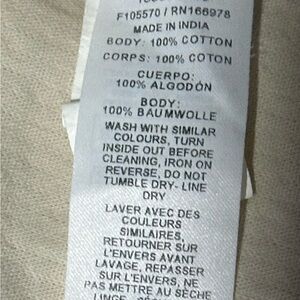 F105570 / RN166978
MADE IN INDIA
BODY: 100% COTTON
CORPS: 100% COTON
CUERPO:
100% ALGODÓN
BODY:
100% BAUMWOLLE
WASH WITH SIMILAR
COLOURS, TURN
INSIDE OUT BEFORE
CLEANING, IRON ON
REVERSE, DO NOT
TUMBLE DRY- LINE
DRY
LAVER AVEC DES
COULEURS
SIMILAIRES,
RETOURNER SUR
L'ENVERS AVANT
LAVAGE, REPASSER
SUR L'ENVERS, NE
PAS METTRE AU SÈCHE
LINGE